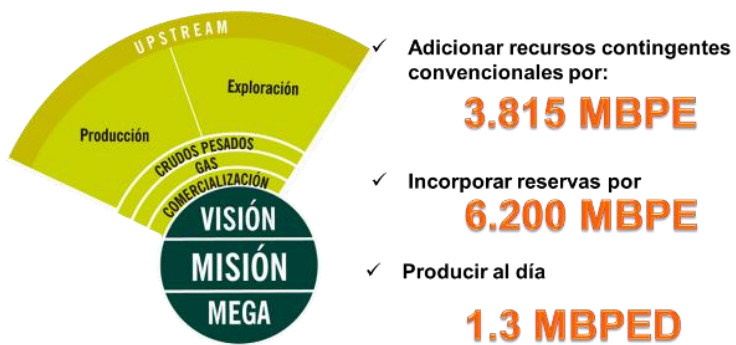 UPSTREAM
Exploración
Producción
CRUDOS PESADOS
GAS
COMERCIALIZACIÓN
VISIÓN
MISIÓN
MEGA
✓ Adicionar recursos contingentes
convencionales por:
3.815 MBPE
✓ Incorporar reservas por
6.200 MBPE
✓ Producir al día
1.3 MBPED